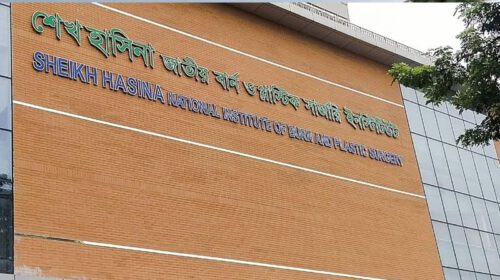 শেখ হাসিনা জাতীয় বার্ন ও প্লাস্টিক সার্জারি ইনস্টিটিউট
SHEIKH HASINA NATIONAL INSTITUTE OF BURN AND PLASTIC SURGERY